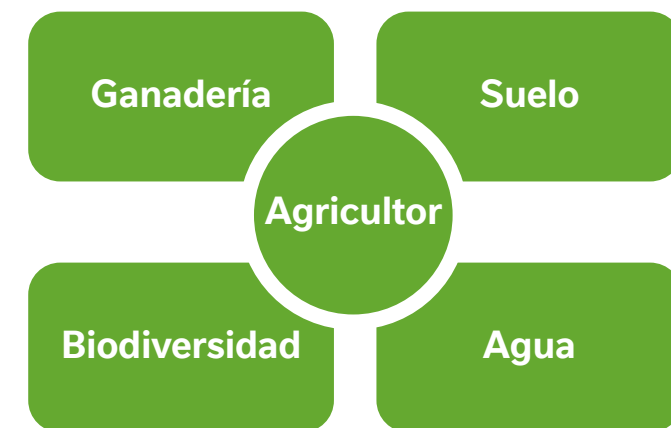 Ganadería
Suelo
Agricultor
Biodiversidad
Agua